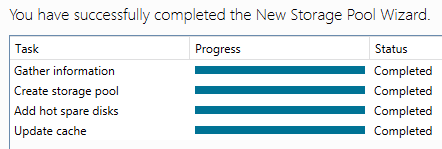 You have successfully completed the New Storage Pool Wizard.
Task Progress Status
Gather information Completed
Create storage pool Completed
Add hot spare disks Completed
Update cache Completed